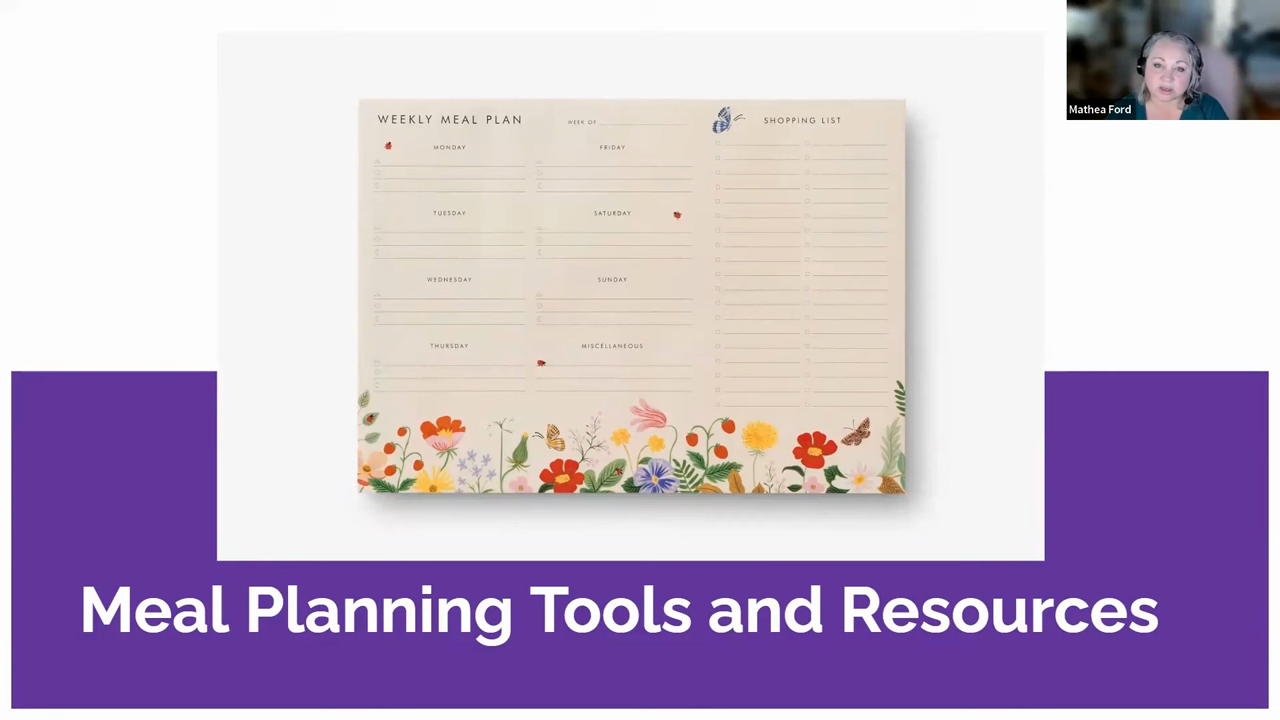 Mathea Ford
WEEKLY MEAL PLAN
WEEK OF
SHOPPING LIST
MONDAY
FRIDAY
TUESDAY
SATURDAY
WEDNESDAY
SUNDAY
THURSDAY
MISCELLANEOUS
Meal Planning Tools and Resources